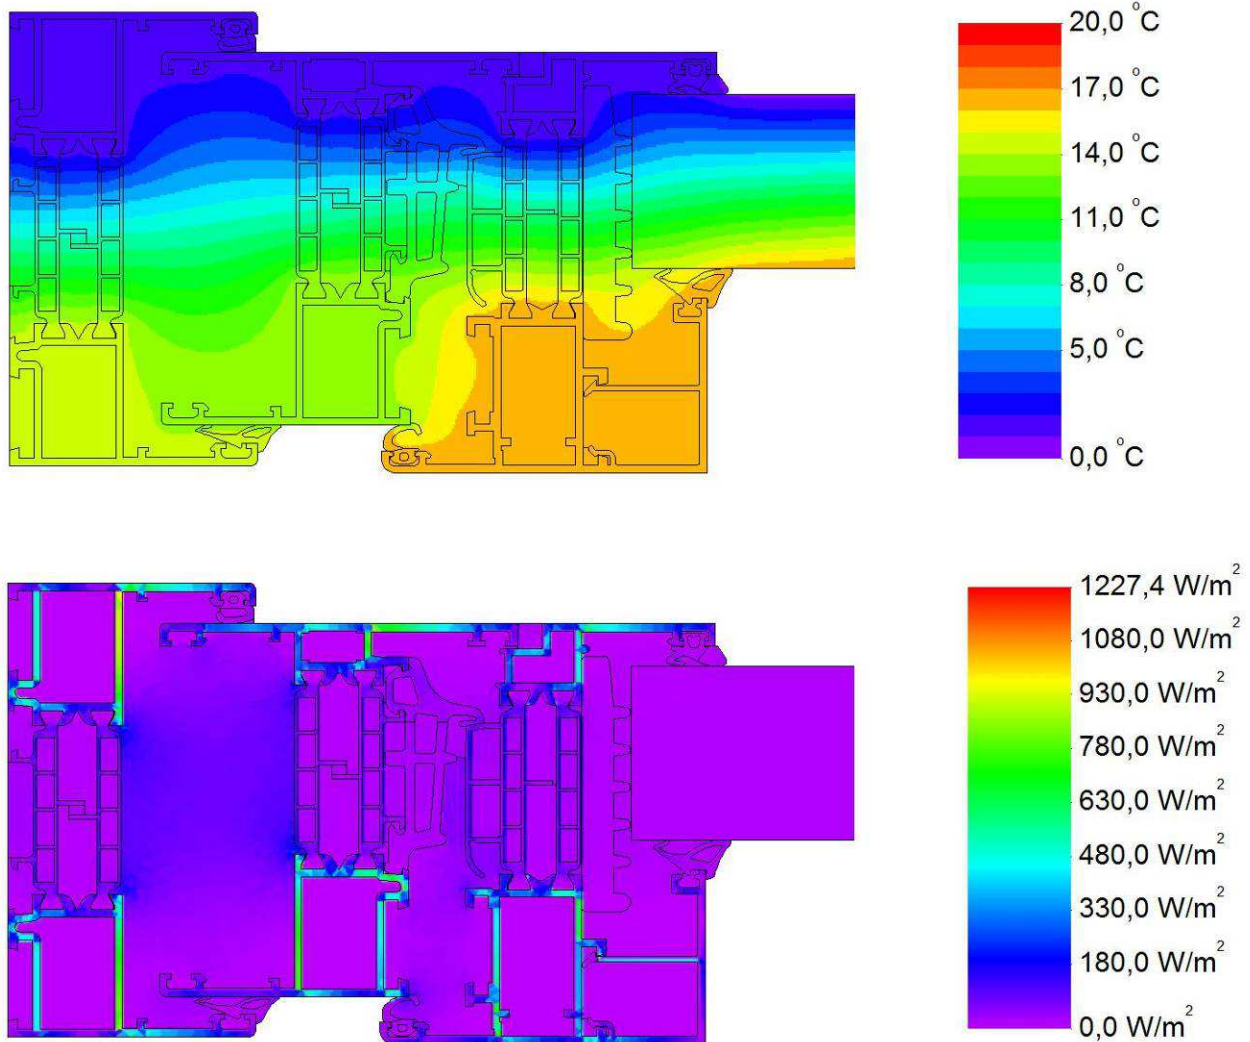 20,0 °C
17,0 °C
14,0 °C
11,0 °C
8,0 °C
5,0 °C
0,0 °C
1227,4 W/m²
1080,0 W/m²
930,0 W/m²
780,0 W/m²
630,0 W/m²
480,0 W/m²
330,0 W/m²
180,0 W/m²
0,0 W/m²